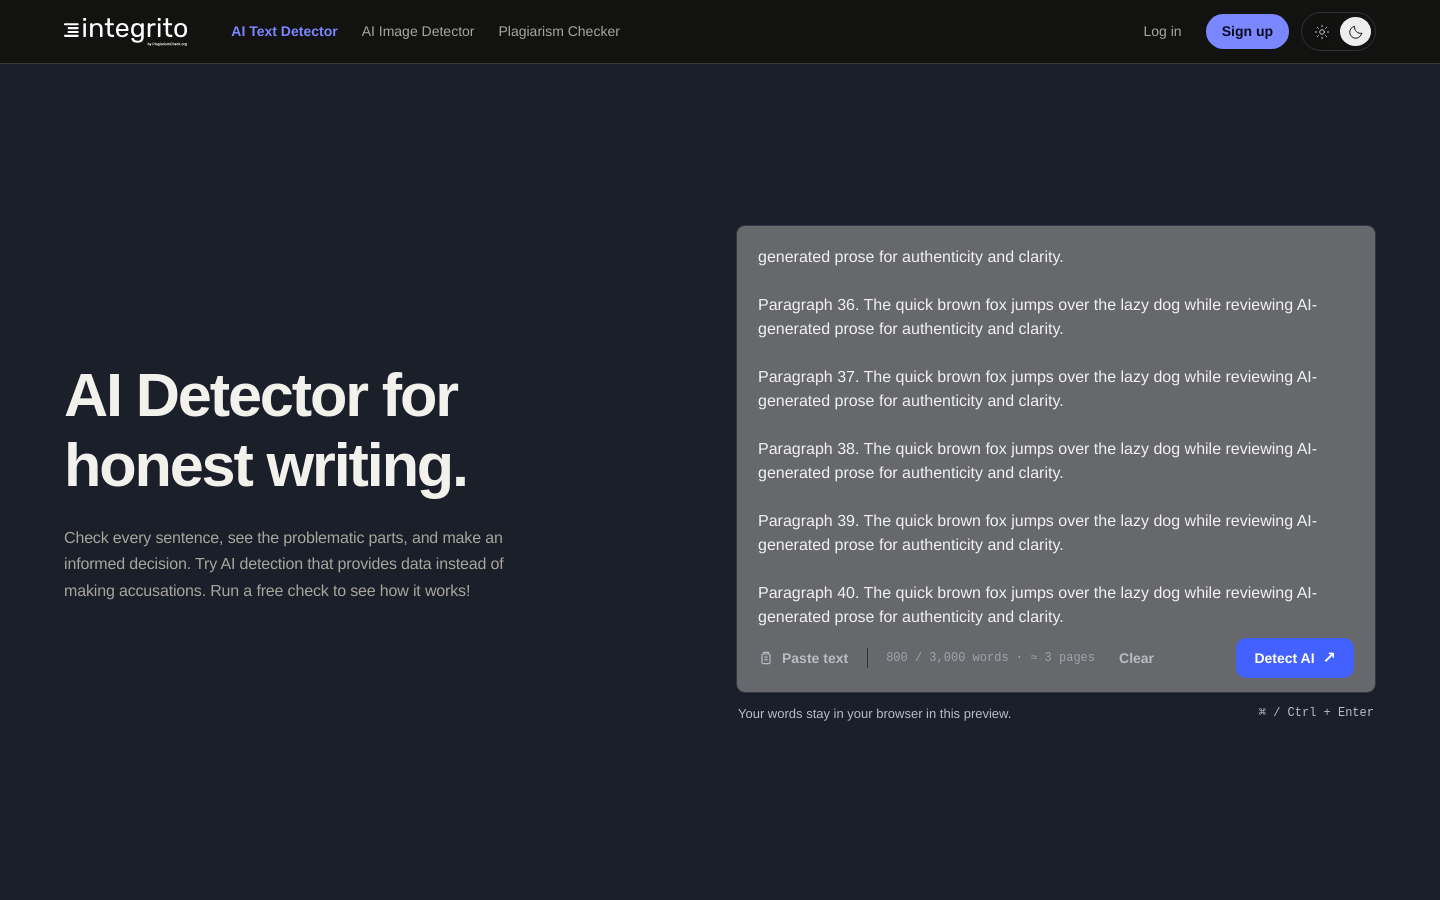 integrito
by PlagiarismCheck.org
AI Text Detector
AI Image Detector
Plagiarism Checker
Log in
Sign up
AI Detector for
honest writing.
Check every sentence, see the problematic parts, and make an
informed decision. Try AI detection that provides data instead of
making accusations. Run a free check to see how it works!
generated prose for authenticity and clarity.
Paragraph 36. The quick brown fox jumps over the lazy dog while reviewing AI-
generated prose for authenticity and clarity.
Paragraph 37. The quick brown fox jumps over the lazy dog while reviewing AI-
generated prose for authenticity and clarity.
Paragraph 38. The quick brown fox jumps over the lazy dog while reviewing AI-
generated prose for authenticity and clarity.
Paragraph 39. The quick brown fox jumps over the lazy dog while reviewing AI-
generated prose for authenticity and clarity.
Paragraph 40. The quick brown fox jumps over the lazy dog while reviewing AI-
generated prose for authenticity and clarity.
Paste text
800 / 3,000 words · ≈ 3 pages
Clear
Detect AI ↗
Your words stay in your browser in this preview.
⌘ / Ctrl + Enter